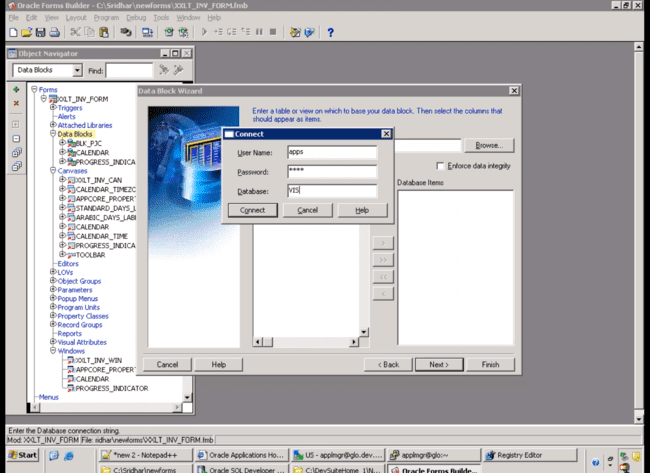 Oracle Forms Builder - C:\Sridhar\newforms\XXLT_INV_FORM.fmb
File Edit View Layout Program Debug Tools Window Help
Object Navigator
Data Blocks
Find:
Forms
XXLT_INV_FORM
Triggers
Alerts
Attached Libraries
Data Blocks
BLK_PJC
CALENDAR
PROGRESS_INDICA
Canvases
XXLT_INV_CAN
CALENDAR_TIMEZO
APPCORE_PROPERT
STANDARD_DAYS_L
ARABIC_DAYS_LABE
CALENDAR
CALENDAR_TIME
PROGRESS_INDICA
TOOLBAR
Editors
LOVs
Object Groups
Parameters
Popup Menus
Program Units
Property Classes
Record Groups
Reports
Visual Attributes
Windows
XXLT_INV_WIN
APPCORE_PROPERT
CALENDAR
PROGRESS_INDICATOR
Menus
Data Block Wizard
Enter a table or view on which to base your data block. Then select the columns that
should appear as items.
Browse...
Enforce data integrity
Database Items
Connect
User Name: apps
Password: ****
Database: VIS
Connect Cancel Help
> 
>>
<<
<
Cancel Help < Back Next > Finish
Enter the Database connection string.
Mod: XXLT_INV_FORM File: ridhar\newforms\XXLT_INV_FORM.fmb
Start *new 2 - Notepad++ Oracle Applications Ho... US - applmgr@glo.dev.... applmgr@glo:~ Registry Editor
C:\Sridhar\newforms Oracle SQL Developer ... C:\DevSuiteHome_1\N... Oracle Forms Builde...